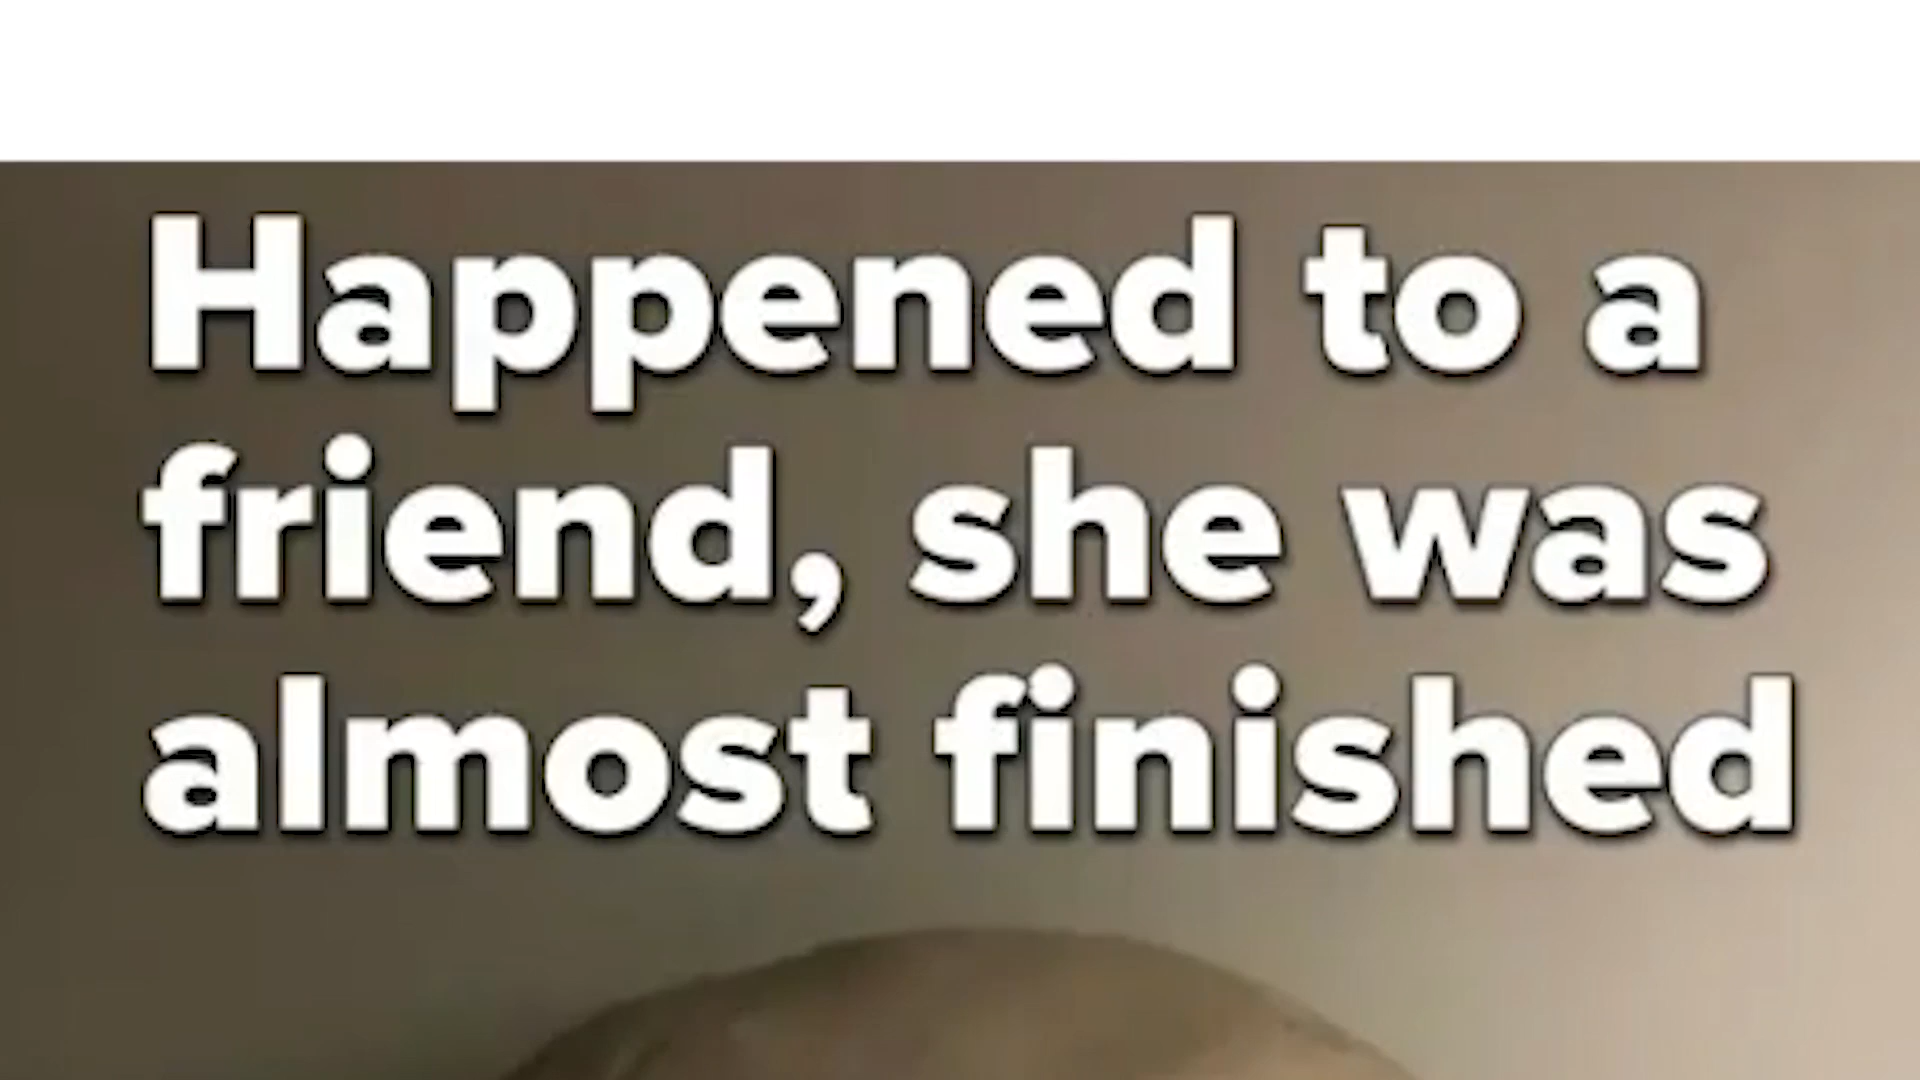 Happened to a
friend, she was
almost finished